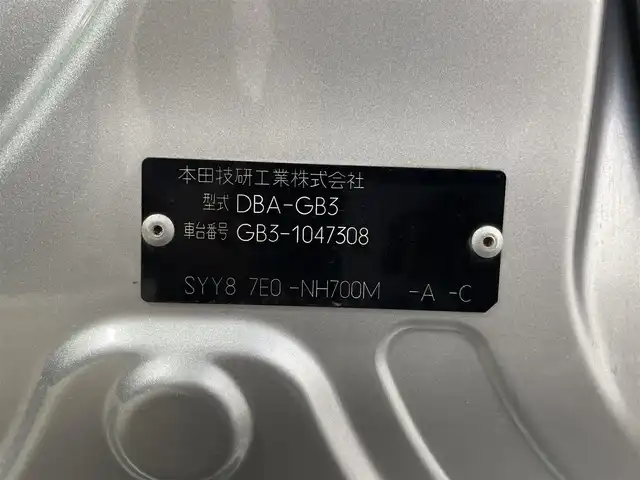 本田技研工業株式会社
型式 DBA-GB3
車台番号 GB3-1047308
SYY8 7E0 -NH700M -A -C